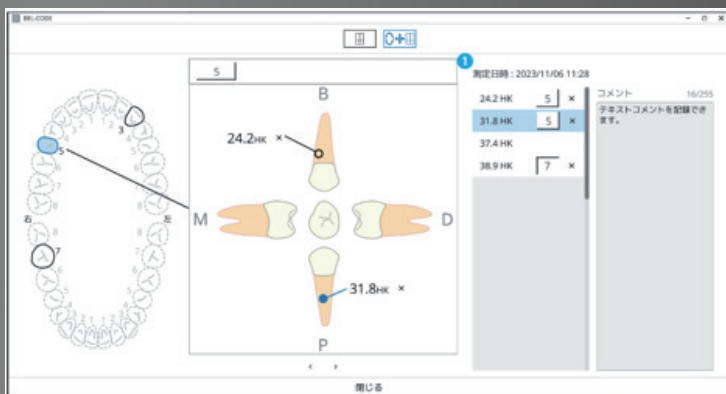 BEL-CODE
5
B
24.2HK ×
M
D
31.8HK ×
P
‹ ›
右
左
3
5
7
1
測定日時 : 2023/11/06 11:28
24.2 HK 5 ×
31.8 HK 5 ×
37.4 HK
38.9 HK 7 ×
コメント 16/255
テキストコメントを記録でき
ます。
閉じる